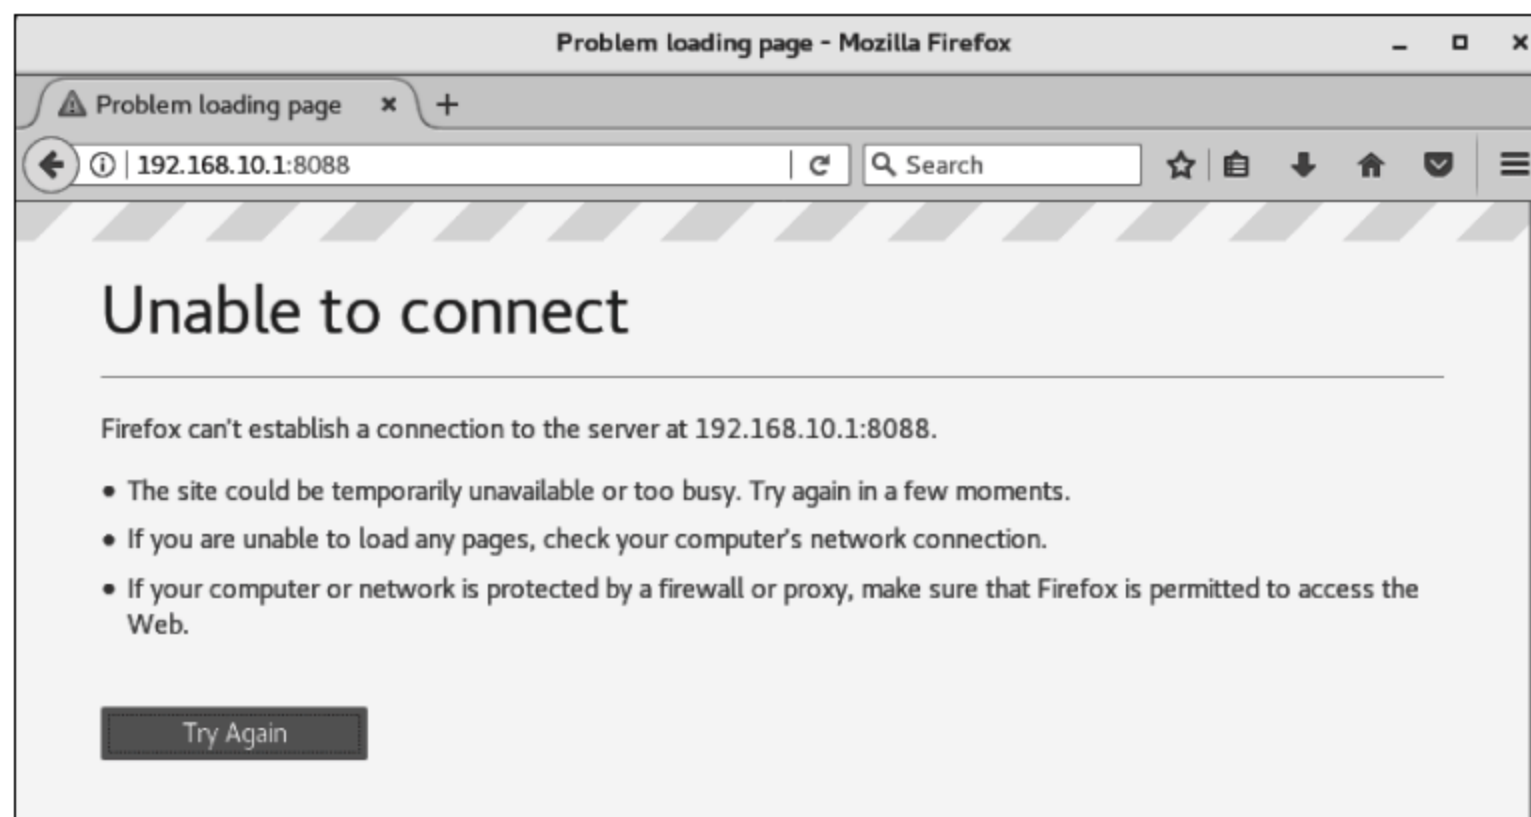 Problem loading page - Mozilla Firefox
Problem loading page
192.168.10.1:8088
Search
Unable to connect
Firefox can't establish a connection to the server at 192.168.10.1:8088.
• The site could be temporarily unavailable or too busy. Try again in a few moments.
• If you are unable to load any pages, check your computer's network connection.
• If your computer or network is protected by a firewall or proxy, make sure that Firefox is permitted to access the
Web.
Try Again